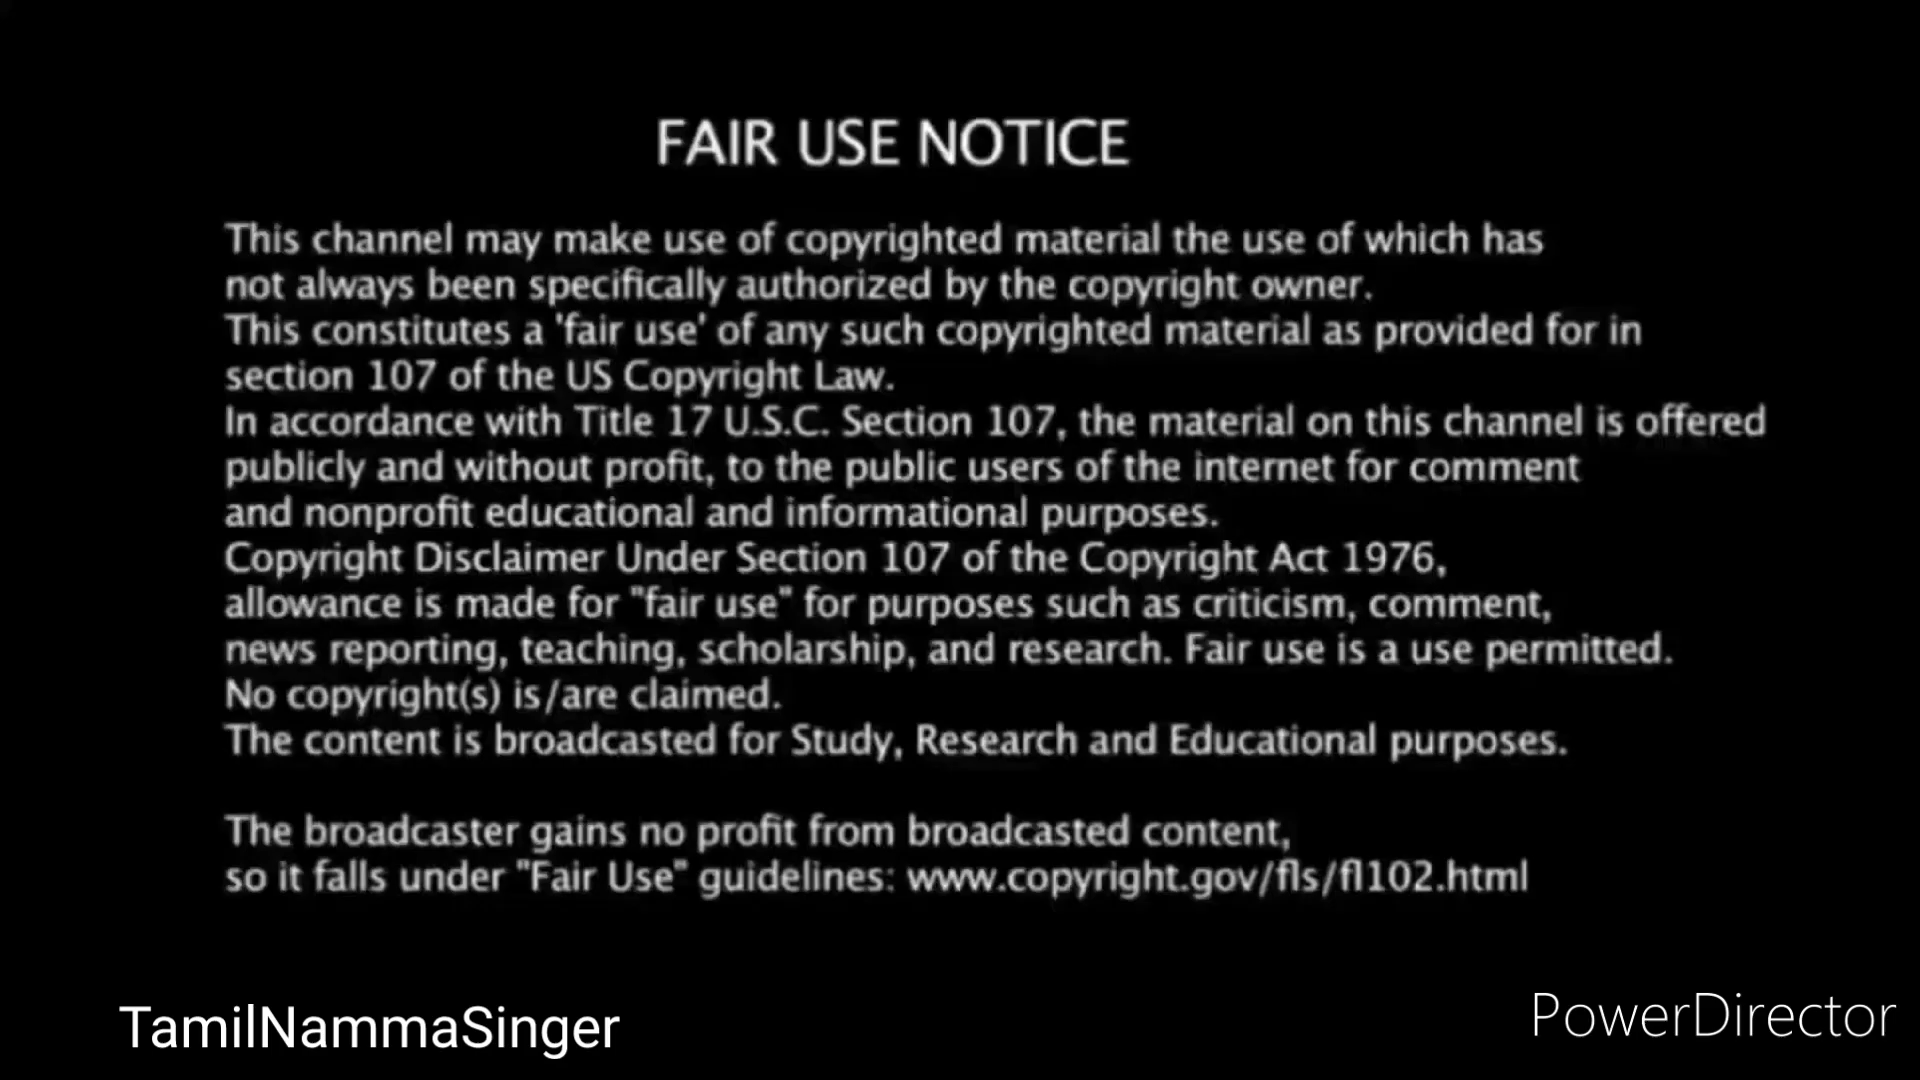 FAIR USE NOTICE
This channel may make use of copyrighted material the use of which has
not always been specifically authorized by the copyright owner.
This constitutes a 'fair use' of any such copyrighted material as provided for in
section 107 of the US Copyright Law.
In accordance with Title 17 U.S.C. Section 107, the material on this channel is offered
publicly and without profit, to the public users of the internet for comment
and nonprofit educational and informational purposes.
Copyright Disclaimer Under Section 107 of the Copyright Act 1976,
allowance is made for "fair use" for purposes such as criticism, comment,
news reporting, teaching, scholarship, and research. Fair use is a use permitted.
No copyright(s) is/are claimed.
The content is broadcasted for Study, Research and Educational purposes.
The broadcaster gains no profit from broadcasted content,
so it falls under "Fair Use" guidelines: www.copyright.gov/fls/fl102.html
TamilNammaSinger
PowerDirector